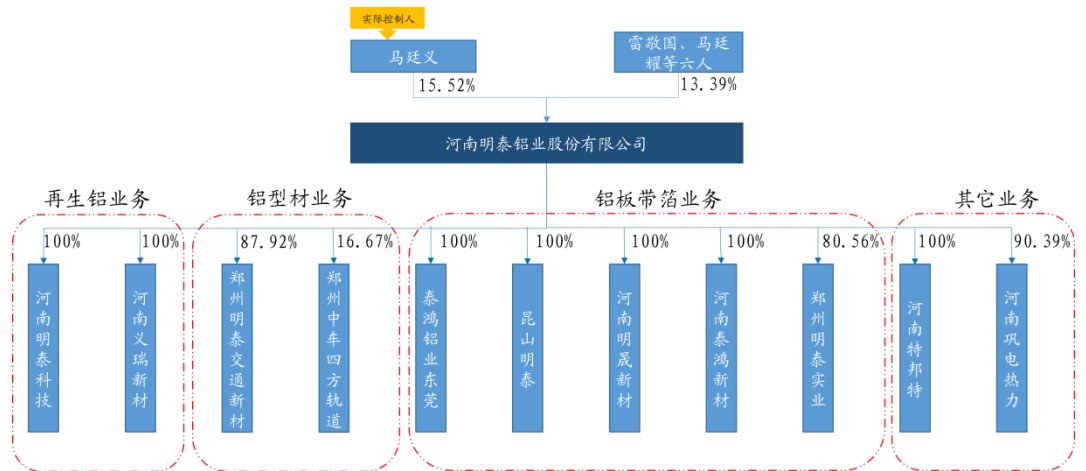 实际控制人
马廷义
雷敬国、马廷
耀等六人
15.52%
13.39%
河南明泰铝业股份有限公司
再生铝业务
铝型材业务
铝板带箔业务
其它业务
100%
100%
87.92%
16.67%
100%
100%
100%
100%
80.56%
100%
90.39%
河南明泰科技
河南义瑞新材
郑州明泰交通新材
郑州中车四方轨道
泰鸿铝业东莞
昆山明泰
河南明晟新材
河南泰鸿新材
郑州明泰实业
河南特邦特
河南巩电热力